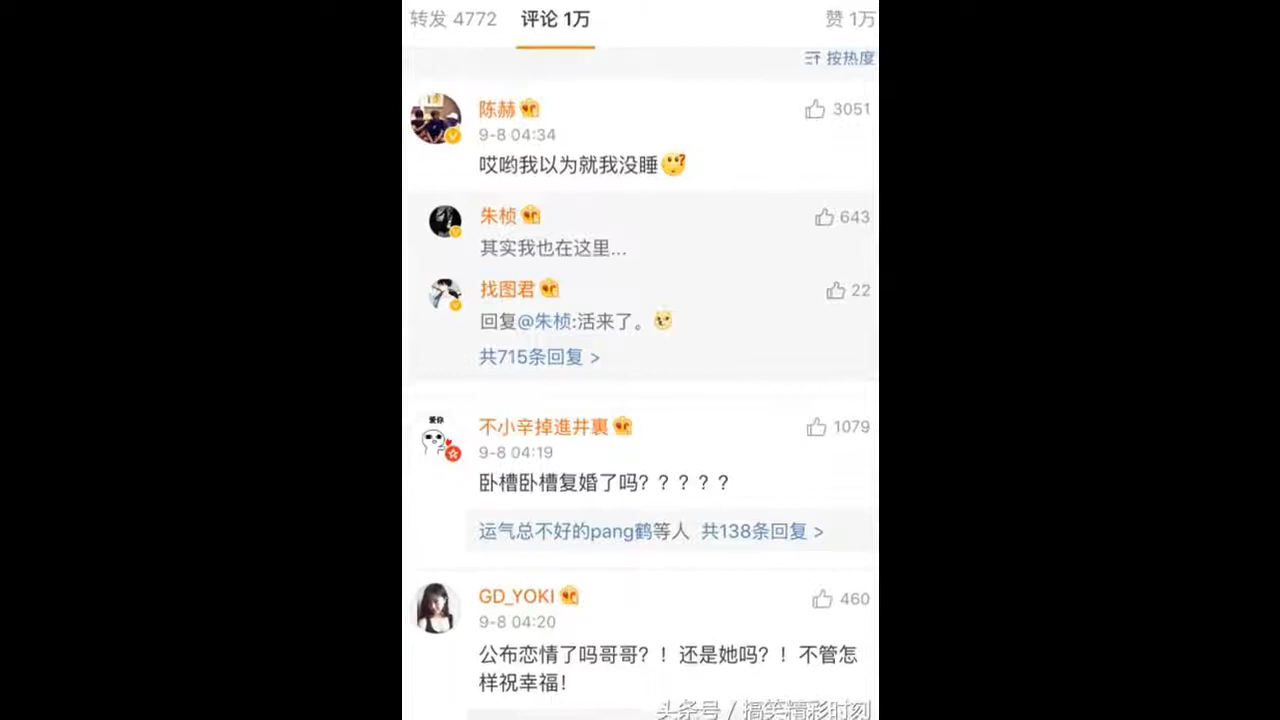 转发 4772 评论 1万 赞 1万
按热度
陈赫 3051
9-8 04:34
哎哟我以为就我没睡
朱桢 643
其实我也在这里...
找图君 22
回复@朱桢:活来了。
共715条回复 >
爱你
不小辛掉進井裏 1079
9-8 04:19
卧槽卧槽复婚了吗？？？？？
运气总不好的pang鹤等人 共138条回复 >
GD_YOKI 460
9-8 04:20
公布恋情了吗哥哥？！还是她吗？！不管怎
样祝幸福！
头条号 / 搞笑精彩时刻